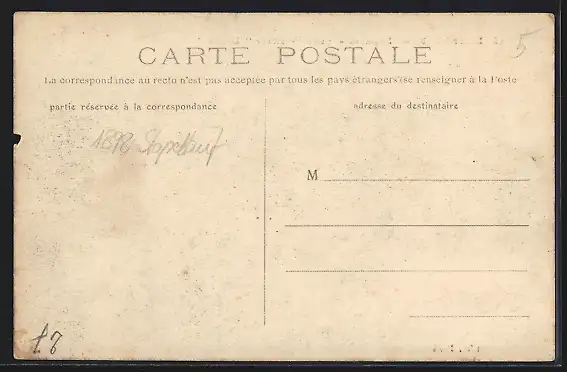 5
CARTE POSTALE
La correspondance au recto n'est pas acceptée par tous les pays étrangers (se renseigner à la Poste
partie réservée à la correspondance
adresse du destinataire
M